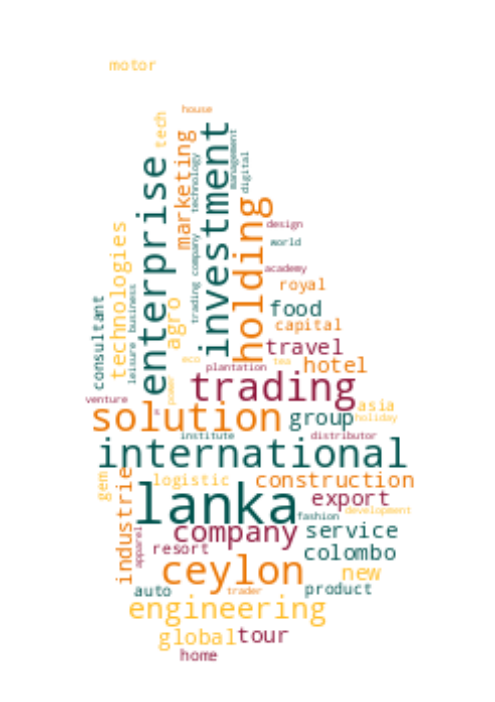 motor
house
tech
marketing
technology
investment
management
digital
enterprise
holding
technologies
trading company
design
world
academy
consultant
leisure
business
agro
royal
food
capital
travel
hotel
eco
plantation
tea
power
trading
venture
solution
group
asia
holiday
institute
distributor
international
gem
industrie
logistic
construction
lanka
export
development
fashion
company
service
apparel
resort
colombo
ceylon
new
auto
trader
product
engineering
global
tour
home